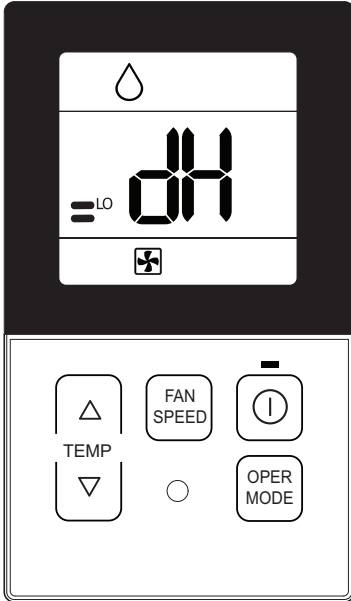 dH
LO
FAN
SPEED
TEMP
OPER
MODE